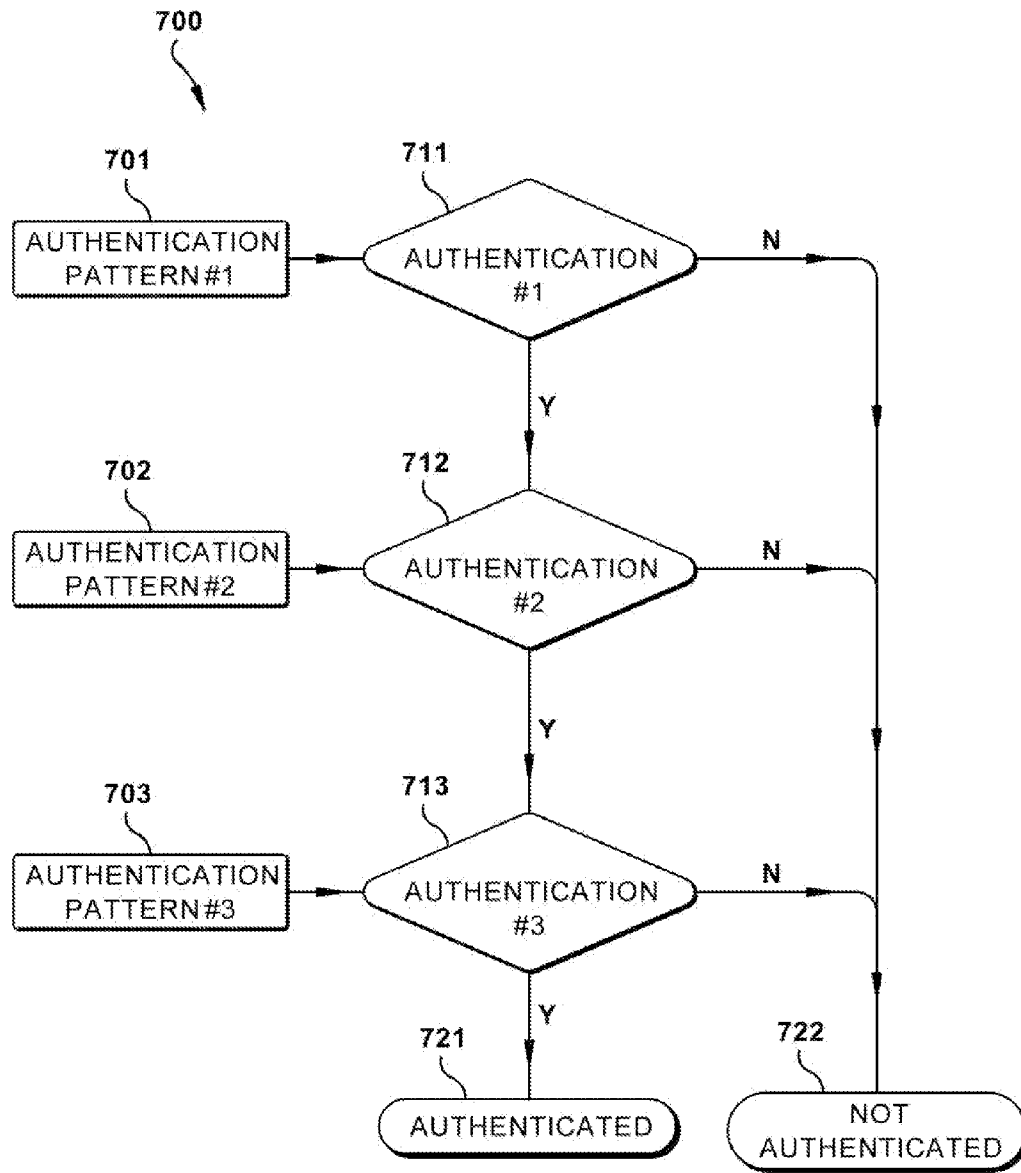 700
701
711
AUTHENTICATION
PATTERN #1
AUTHENTICATION
#1
N
Y
702
712
AUTHENTICATION
PATTERN #2
AUTHENTICATION
#2
N
Y
703
713
AUTHENTICATION
PATTERN #3
AUTHENTICATION
#3
N
Y
721
722
AUTHENTICATED
NOT
AUTHENTICATED